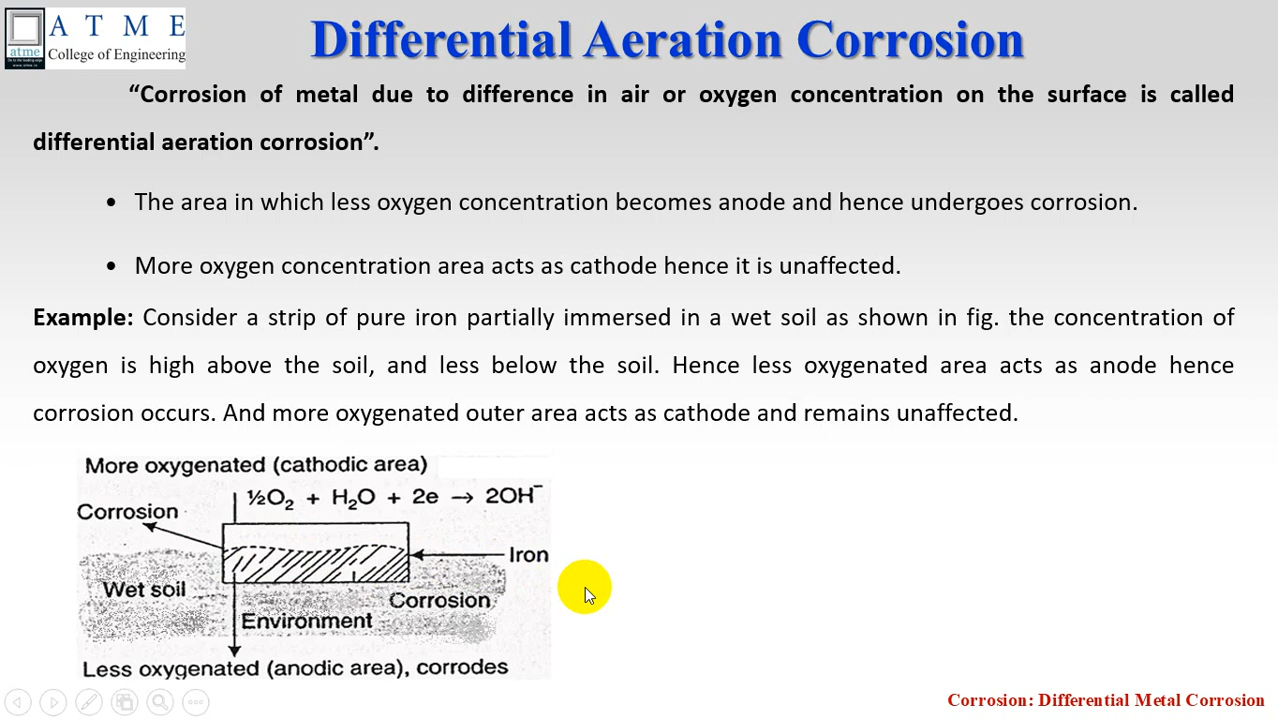 A T M E
College of Engineering
atme
Differential Aeration Corrosion
“Corrosion of metal due to difference in air or oxygen concentration on the surface is called
differential aeration corrosion”.
• The area in which less oxygen concentration becomes anode and hence undergoes corrosion.
• More oxygen concentration area acts as cathode hence it is unaffected.
Example: Consider a strip of pure iron partially immersed in a wet soil as shown in fig. the concentration of
oxygen is high above the soil, and less below the soil. Hence less oxygenated area acts as anode hence
corrosion occurs. And more oxygenated outer area acts as cathode and remains unaffected.
More oxygenated (cathodic area)
½O₂ + H₂O + 2e → 2OH⁻
Corrosion
Iron
Wet soil
Corrosion
Environment
Less oxygenated (anodic area), corrodes
Corrosion: Differential Metal Corrosion